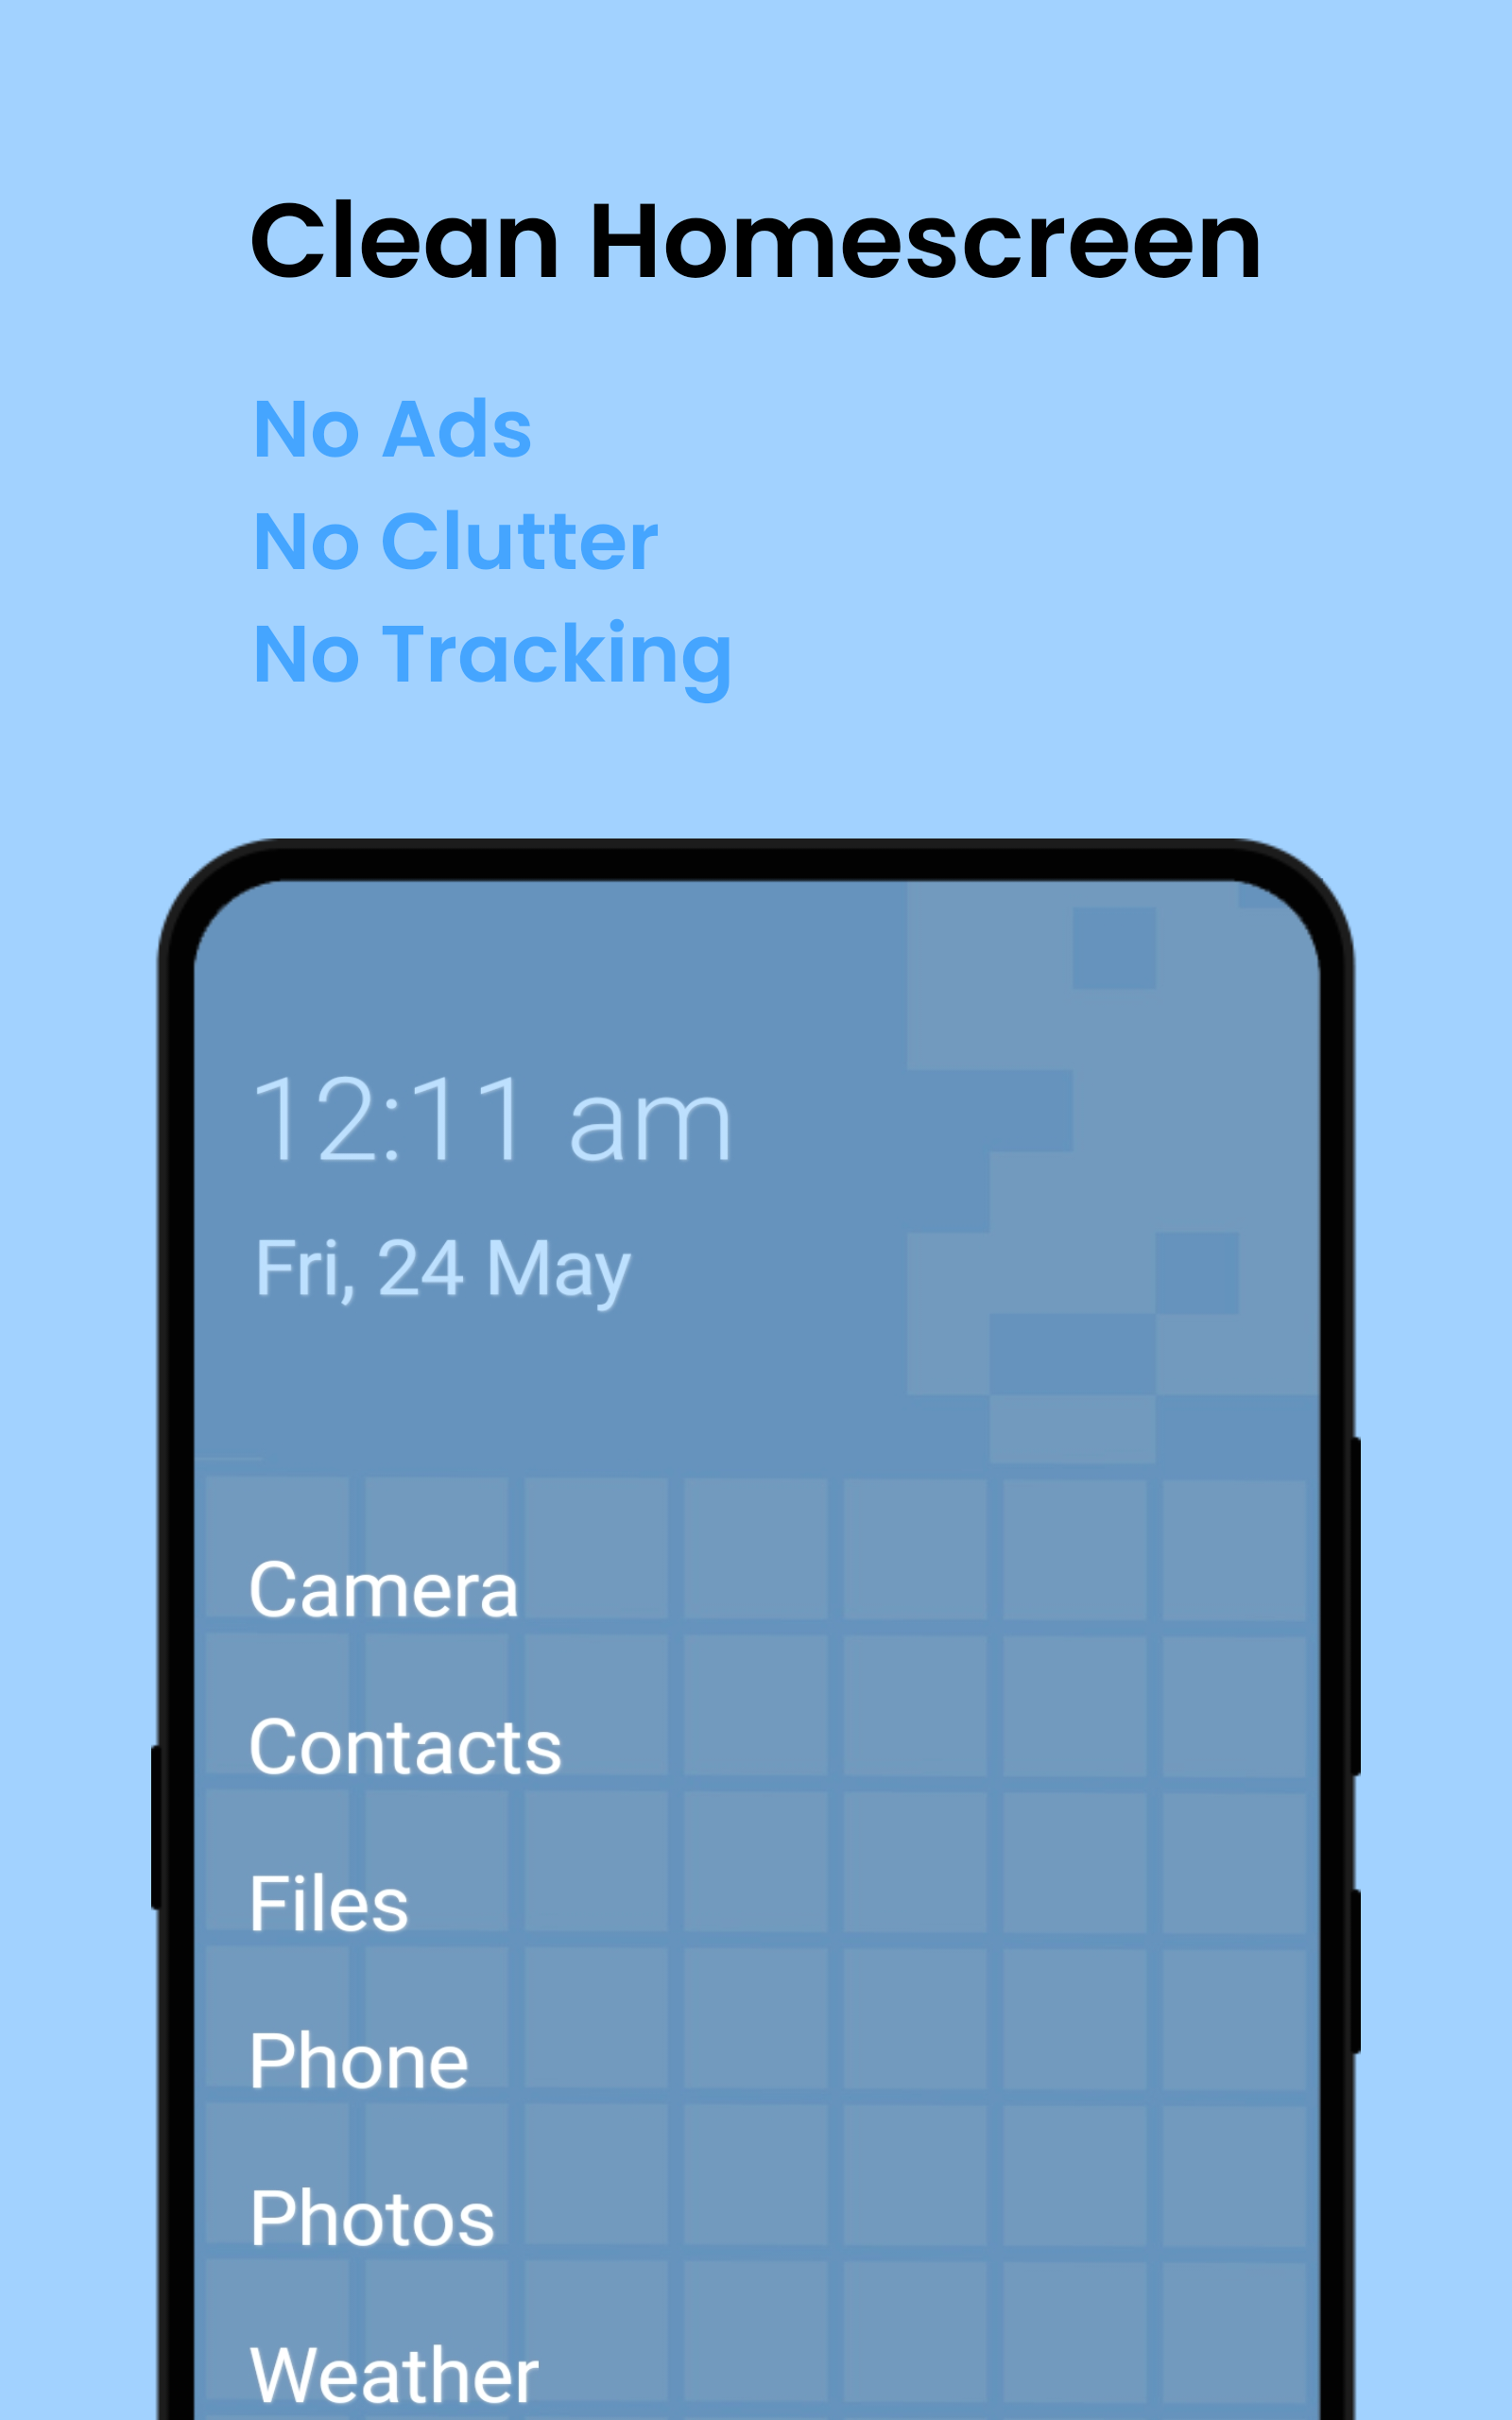 Clean Homescreen
No Ads
No Clutter
No Tracking
12:11 am
Fri, 24 May
Camera
Contacts
Files
Phone
Photos
Weather